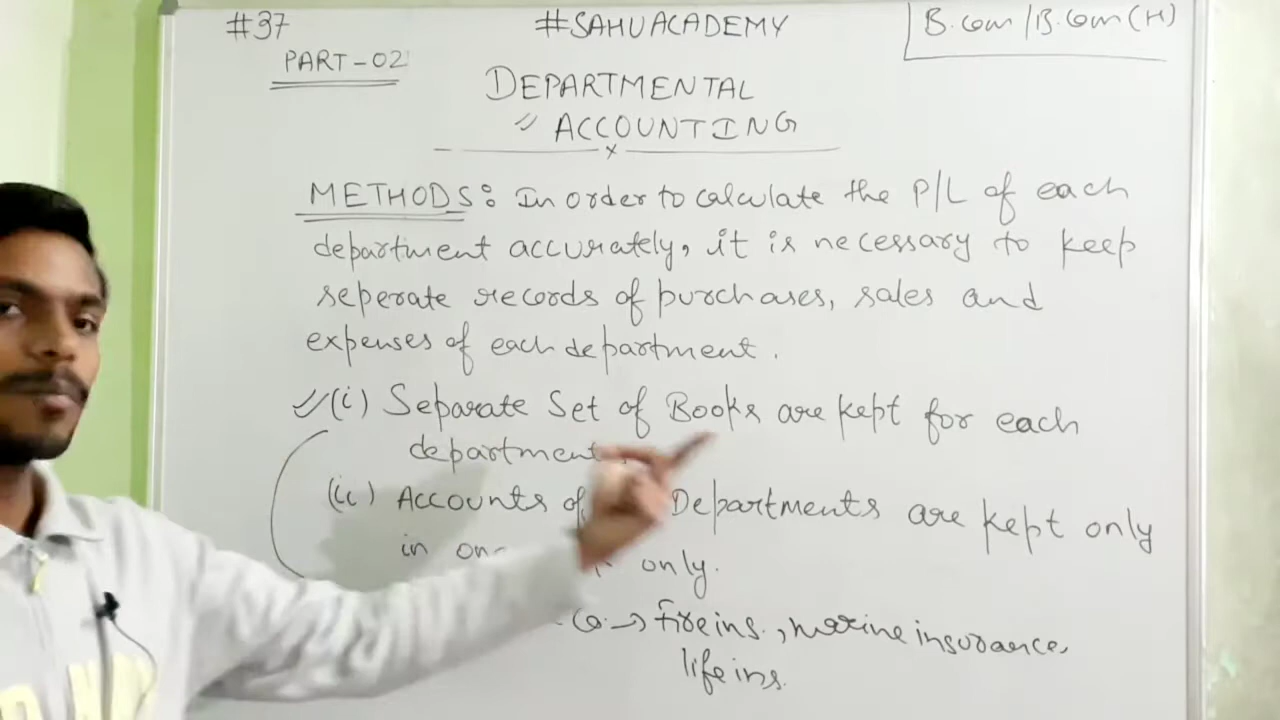 #37
#SAHUACADEMY
B.com/B.com(H)
PART-02
DEPARTMENTAL
ACCOUNTING
METHODS: In order to calculate the P/L of each
department accurately, it is necessary to keep
seperate records of purchases, sales and
expenses of each department.
(i) Separate Set of Books are kept for each
department.
(ii) Accounts of Departments are kept only
in only.
Co. → fire ins., marine insurance,
life ins.